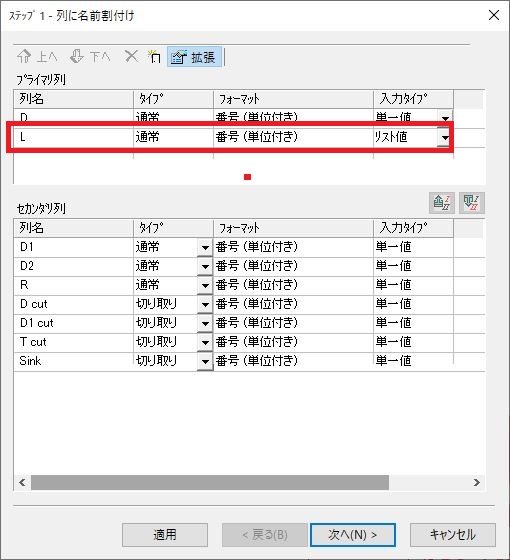 ｽﾃｯﾌﾟ 1 - 列に名前割付け
上へ 下へ 拡張
ﾌﾟﾗｲﾏﾘ列
列名 ﾀｲﾌﾟ ﾌｫｰﾏｯﾄ 入力ﾀｲﾌﾟ
D 通常 番号 (単位付き) 単一値
L 通常 番号 (単位付き) ﾘｽﾄ値
ｾｶﾝﾀﾞﾘ列
列名 ﾀｲﾌﾟ ﾌｫｰﾏｯﾄ 入力ﾀｲﾌﾟ
D1 通常 番号 (単位付き) 単一値
D2 通常 番号 (単位付き) 単一値
R 通常 番号 (単位付き) 単一値
D cut 切り取り 番号 (単位付き) 単一値
D1 cut 切り取り 番号 (単位付き) 単一値
T cut 切り取り 番号 (単位付き) 単一値
Sink 切り取り 番号 (単位付き) 単一値
適用 < 戻る(B) 次へ(N) > キャンセル